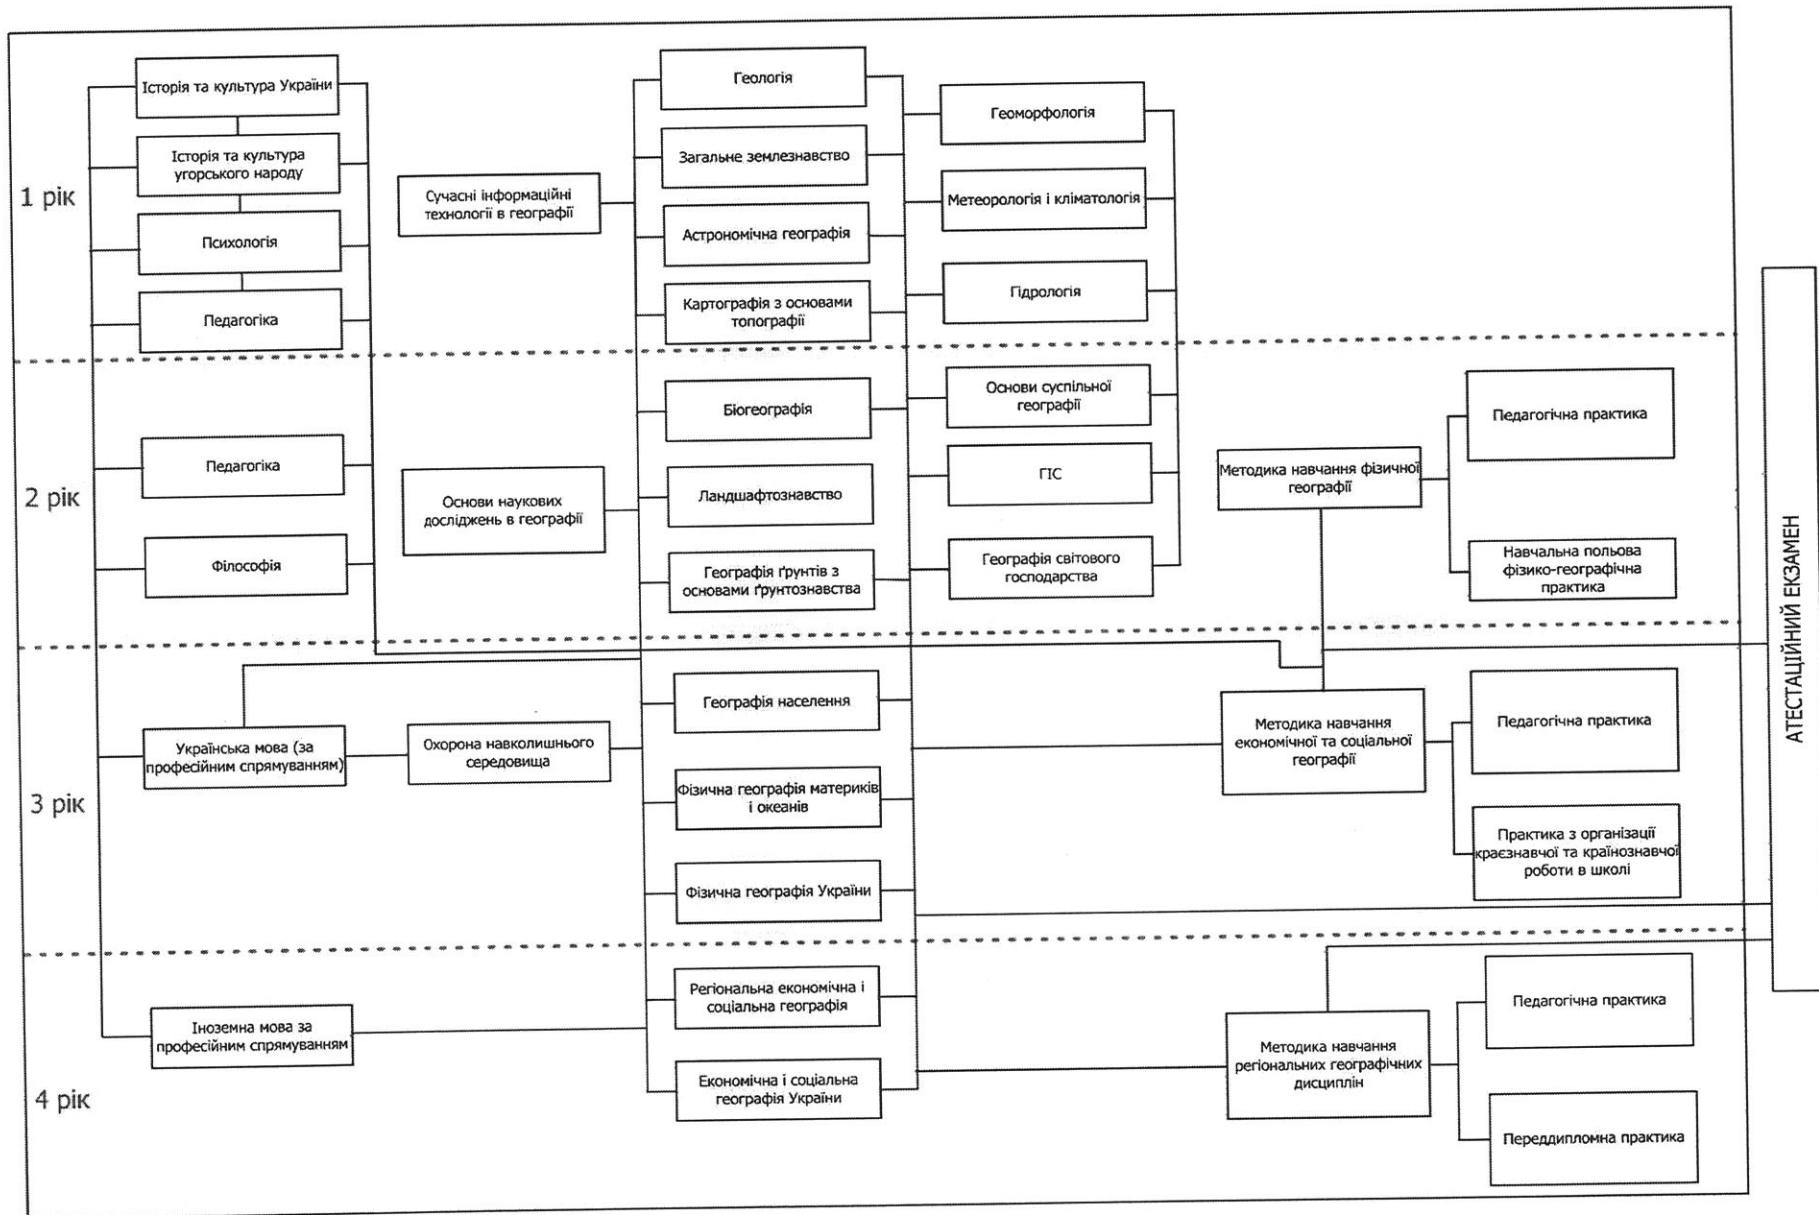 1 рік
Історія та культура України
Історія та культура
угорського народу
Психологія
Педагогіка
Сучасні інформаційні
технології в географії
Геологія
Загальне землезнавство
Астрономічна географія
Картографія з основами
топографії
Геоморфологія
Метеорологія і кліматологія
Гідрологія
2 рік
Педагогіка
Філософія
Основи наукових
досліджень в географії
Біогеографія
Ландшафтознавство
Географія ґрунтів з
основами ґрунтознавства
Основи суспільної
географії
ГІС
Географія світового
господарства
Методика навчання фізичної
географії
Педагогічна практика
Навчальна польова
фізико-географічна
практика
3 рік
Українська мова (за
професійним спрямуванням)
Охорона навколишнього
середовища
Географія населення
Фізична географія материків
і океанів
Фізична географія України
Методика навчання
економічної та соціальної
географії
Педагогічна практика
Практика з організації
краєзнавчої та країнознавчої
роботи в школі
4 рік
Іноземна мова за
професійним спрямуванням
Регіональна економічна і
соціальна географія
Економічна і соціальна
географія України
Методика навчання
регіональних географічних
дисциплін
Педагогічна практика
Переддипломна практика
АТЕСТАЦІЙНИЙ ЕКЗАМЕН